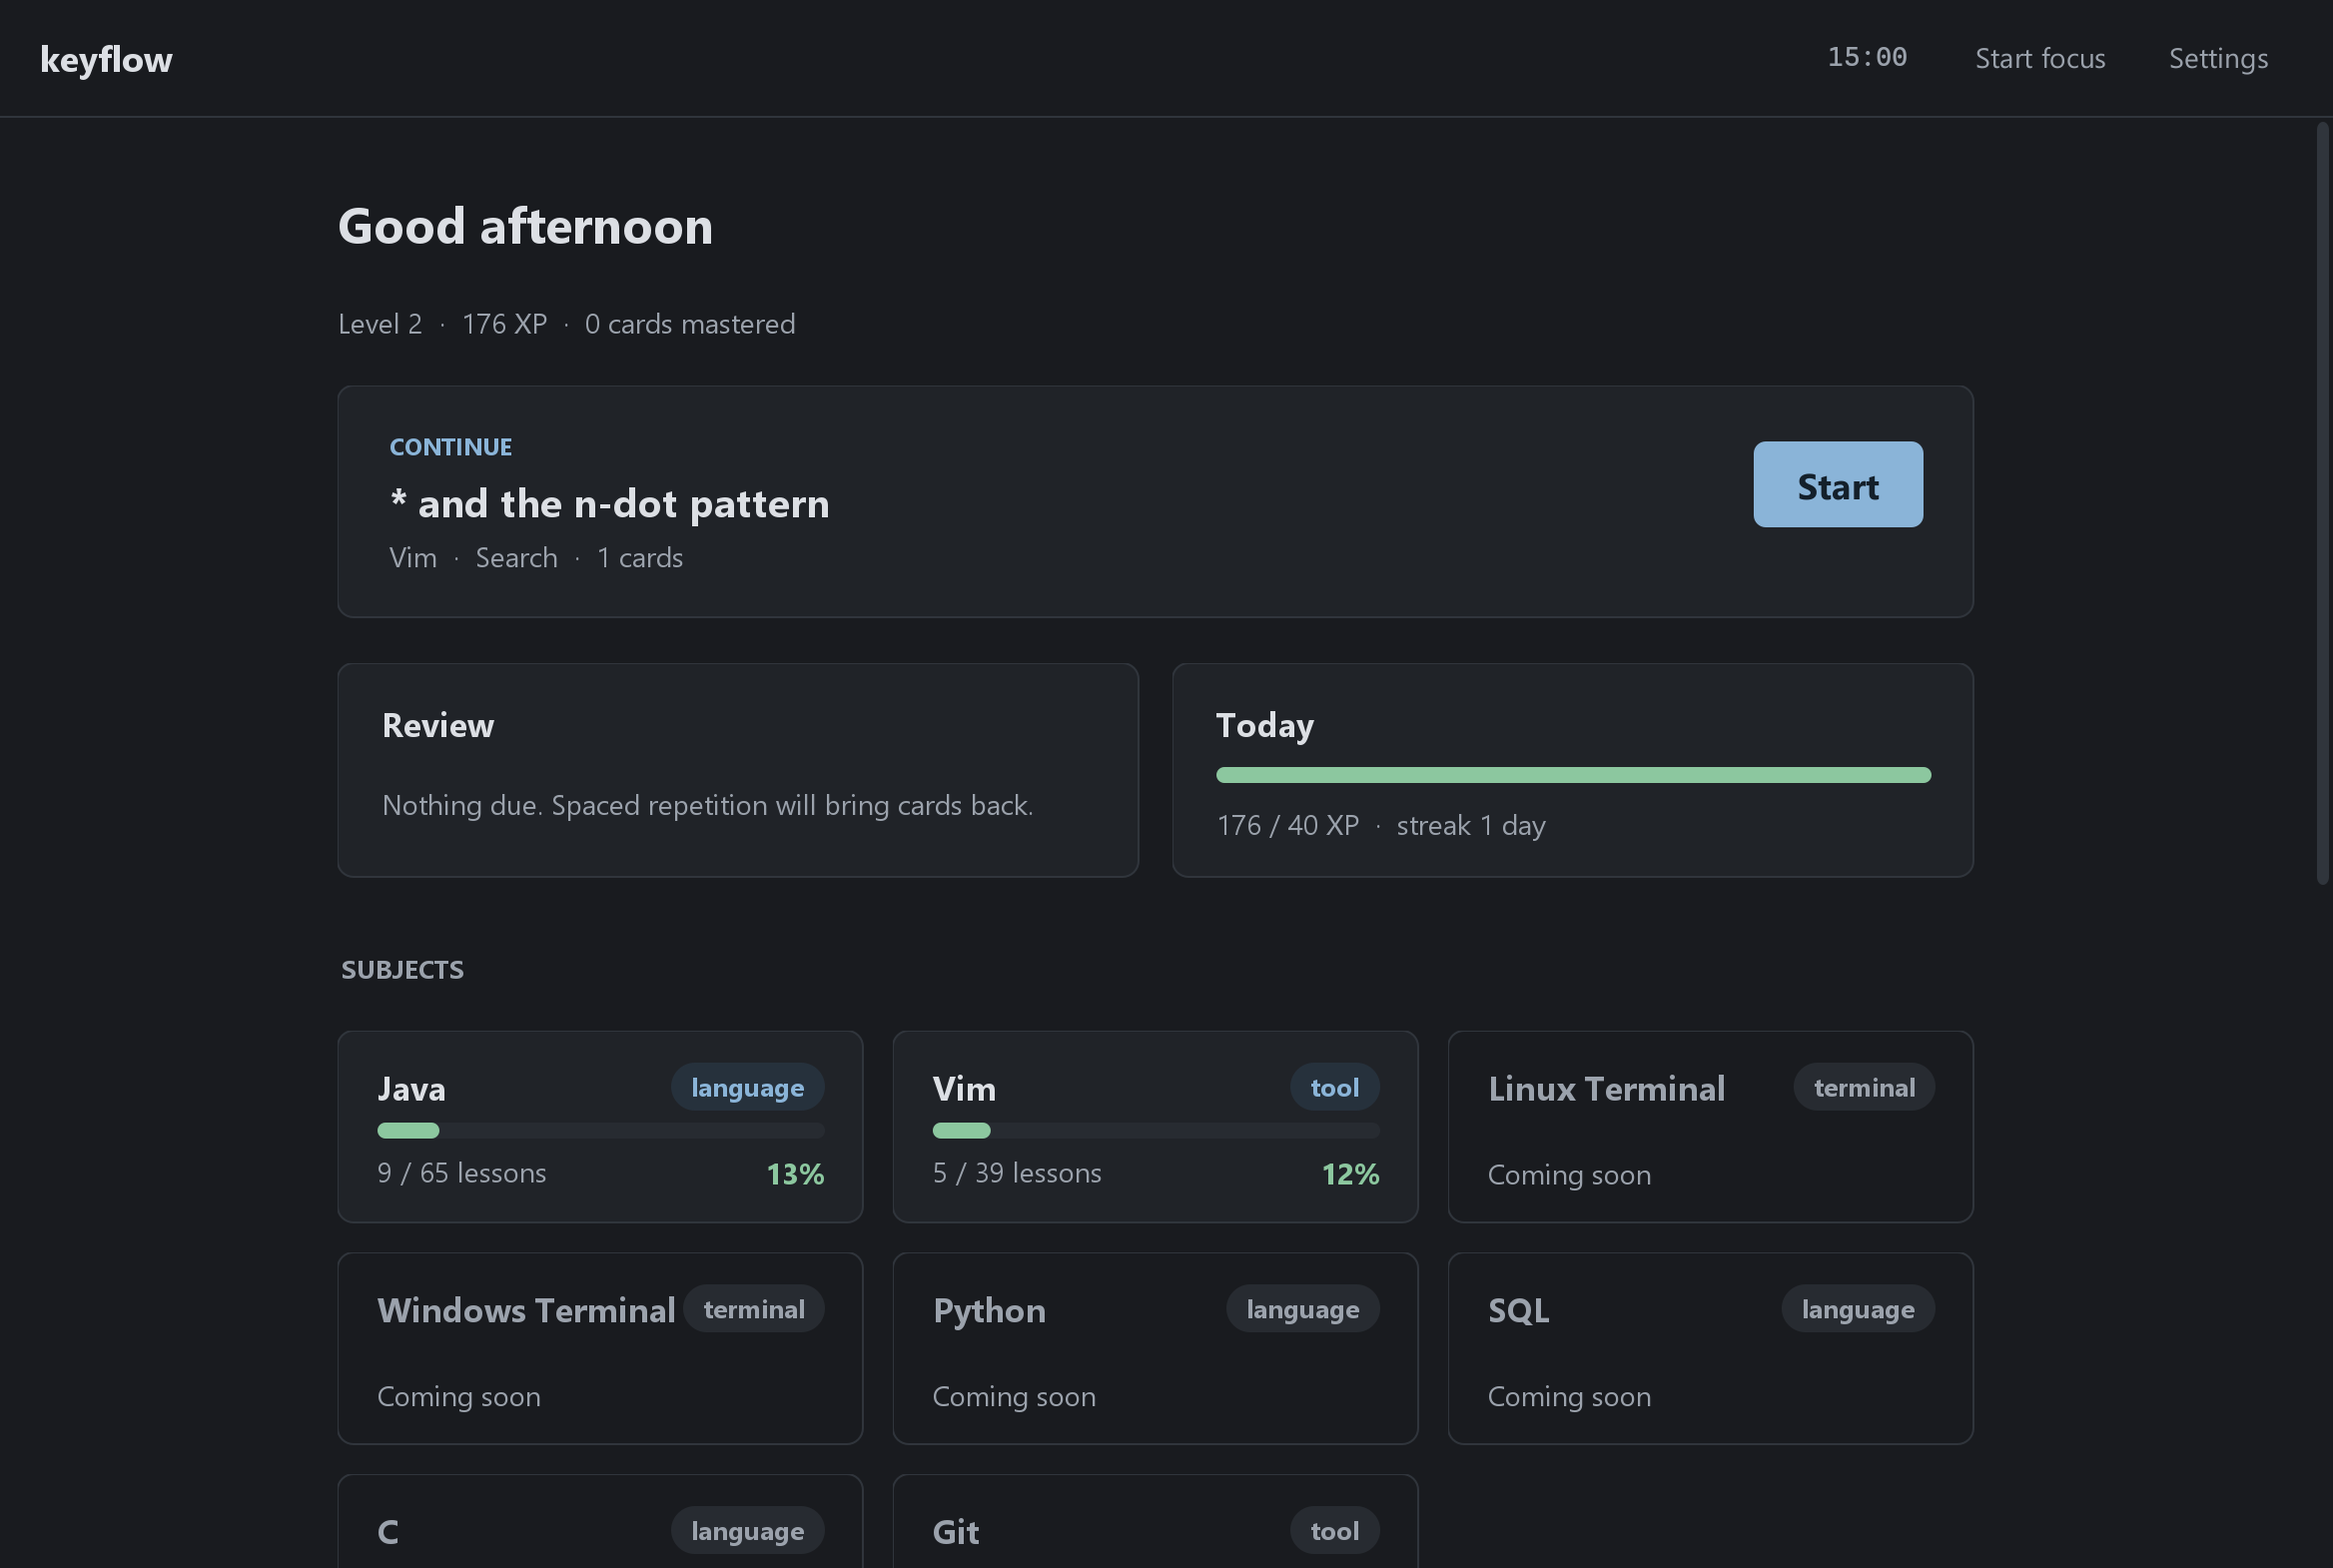 keyflow 15:00 Start focus Settings
Good afternoon
Level 2 · 176 XP · 0 cards mastered
CONTINUE
* and the n-dot pattern
Vim · Search · 1 cards
Start
Review
Nothing due. Spaced repetition will bring cards back.
Today
176 / 40 XP · streak 1 day
SUBJECTS
Java language
9 / 65 lessons 13%
Vim tool
5 / 39 lessons 12%
Linux Terminal terminal
Coming soon
Windows Terminal terminal
Coming soon
Python language
Coming soon
SQL language
Coming soon
C language
Git tool